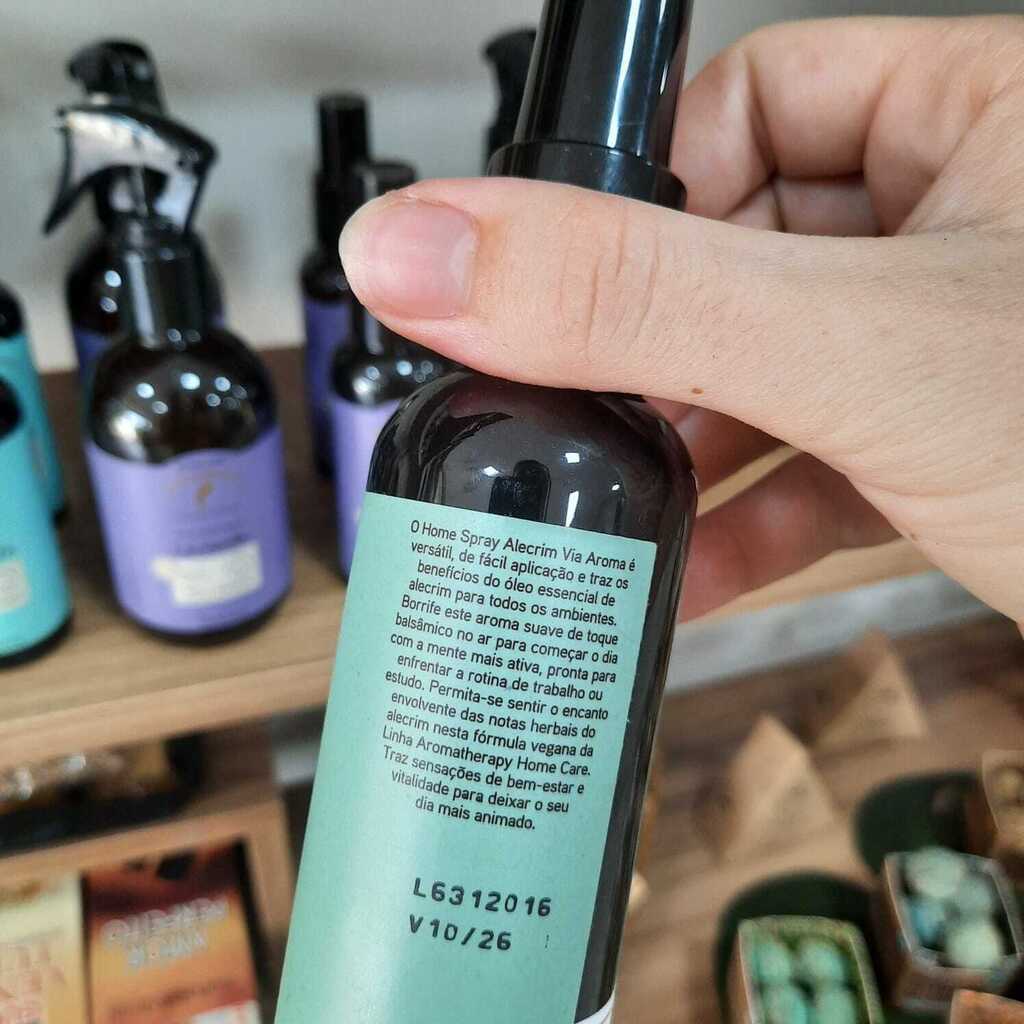 O Home Spray Alecrim Via Aroma é
versátil, de fácil aplicação e traz os
benefícios do óleo essencial de
alecrim para todos os ambientes.
Borrife este aroma suave de toque
balsâmico no ar para começar o dia
com a mente mais ativa, pronta para
enfrentar a rotina de trabalho ou
estudo. Permita-se sentir o encanto
envolvente das notas herbais do
alecrim nesta fórmula vegana da
Linha Aromatherapy Home Care.
Traz sensações de bem-estar e
vitalidade para deixar o seu
dia mais animado.
L6312016
V10/26